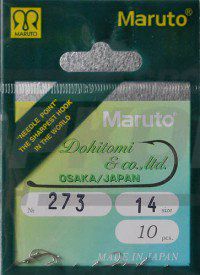 MARUTO
Maruto®
"NEEDLE POINT"
THE SHARPEST HOOK
IN THE WORLD
Maruto®
Dohitomi
& co., ltd.
OSAKA/JAPAN
№ 273
14 size
10 pcs.
MADE IN JAPAN